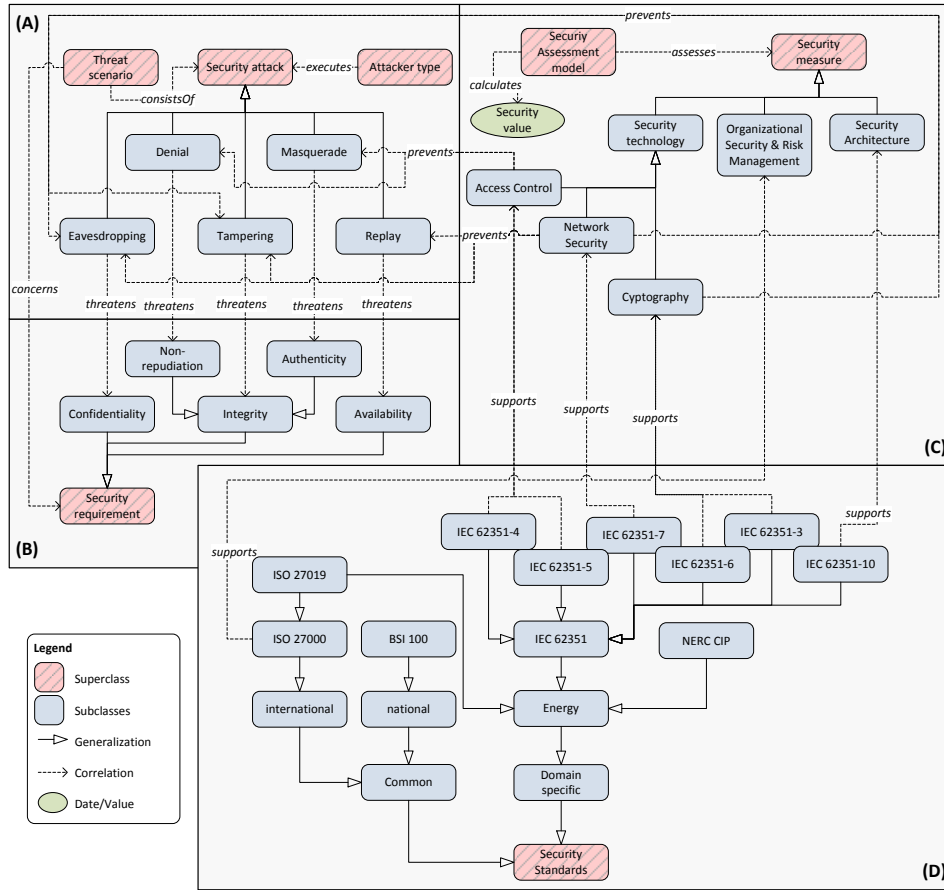 (A)
Threat
scenario
Security attack
executes
Attacker type
consistsOf
Denial
Masquerade
Eavesdropping
Tampering
Replay
concerns
threatens
threatens
threatens
threatens
threatens
prevents
Securiy
Assessment
model
assesses
Security
measure
calculates
Security
value
Security
technology
Organizational
Security & Risk
Management
Security
Architecture
prevents
Access Control
prevents
Network
Security
Cyptography
supports
supports
supports
supports
(C)
Non-
repudiation
Authenticity
Confidentiality
Integrity
Availability
Security
requirement
(B)
supports
IEC 62351-4
IEC 62351-7
IEC 62351-3
IEC 62351-5
IEC 62351-6
IEC 62351-10
ISO 27019
ISO 27000
BSI 100
IEC 62351
NERC CIP
international
national
Energy
Common
Domain
specific
Security
Standards
(D)
Legend
Superclass
Subclasses
Generalization
Correlation
Date/Value